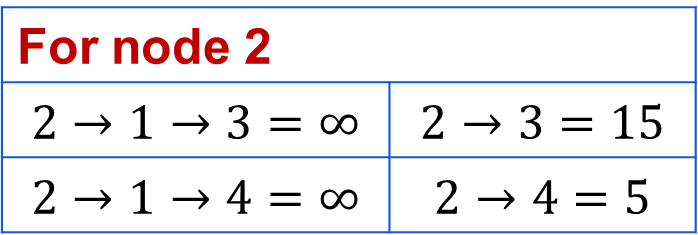 For node 2
2 → 1 → 3 = ∞ 2 → 3 = 15
2 → 1 → 4 = ∞ 2 → 4 = 5